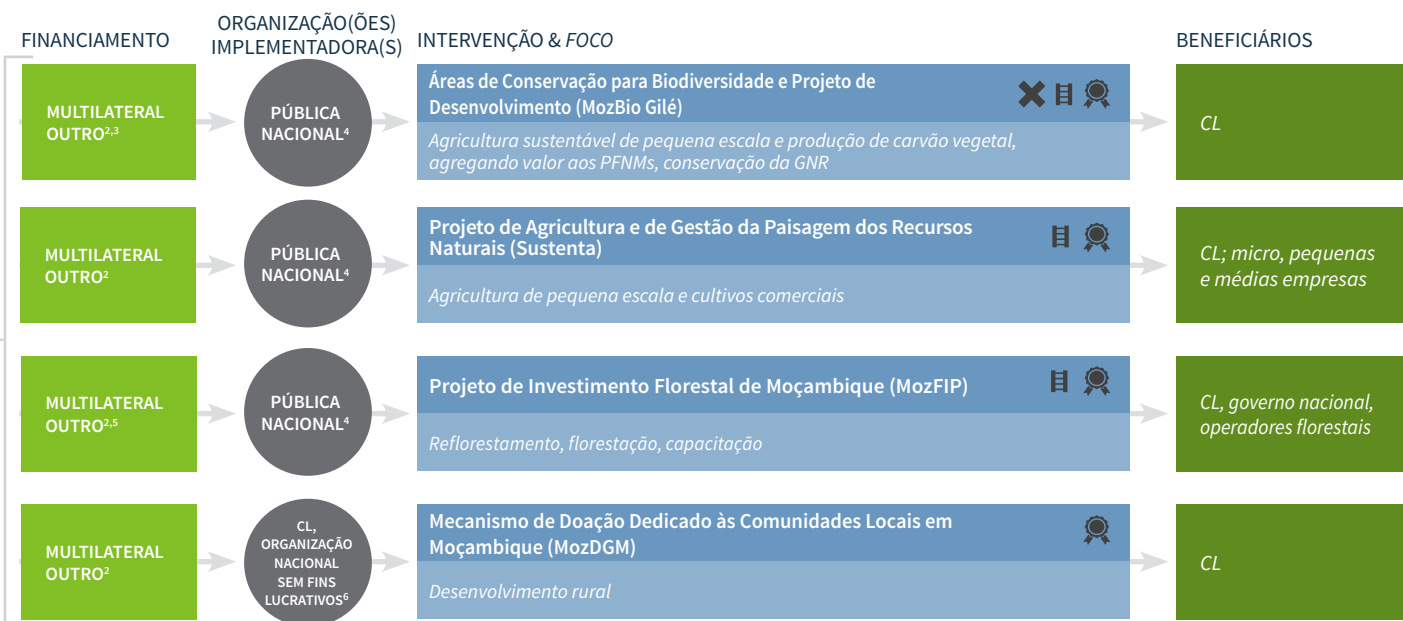 FINANCIAMENTO
ORGANIZAÇÃO(ÕES)
IMPLEMENTADORA(S)
INTERVENÇÃO & FOCO
BENEFICIÁRIOS
MULTILATERAL
OUTRO2,3
PÚBLICA
NACIONAL4
Áreas de Conservação para Biodiversidade e Projeto de
Desenvolvimento (MozBio Gilé)
Agricultura sustentável de pequena escala e produção de carvão vegetal,
agregando valor aos PFNMs, conservação da GNR
CL
MULTILATERAL
OUTRO2
PÚBLICA
NACIONAL4
Projeto de Agricultura e de Gestão da Paisagem dos Recursos
Naturais (Sustenta)
Agricultura de pequena escala e cultivos comerciais
CL; micro, pequenas
e médias empresas
MULTILATERAL
OUTRO2,5
PÚBLICA
NACIONAL4
Projeto de Investimento Florestal de Moçambique (MozFIP)
Reflorestamento, florestação, capacitação
CL, governo nacional,
operadores florestais
MULTILATERAL
OUTRO2
CL,
ORGANIZAÇÃO
NACIONAL
SEM FINS
LUCRATIVOS6
Mecanismo de Doação Dedicado às Comunidades Locais em
Moçambique (MozDGM)
Desenvolvimento rural
CL